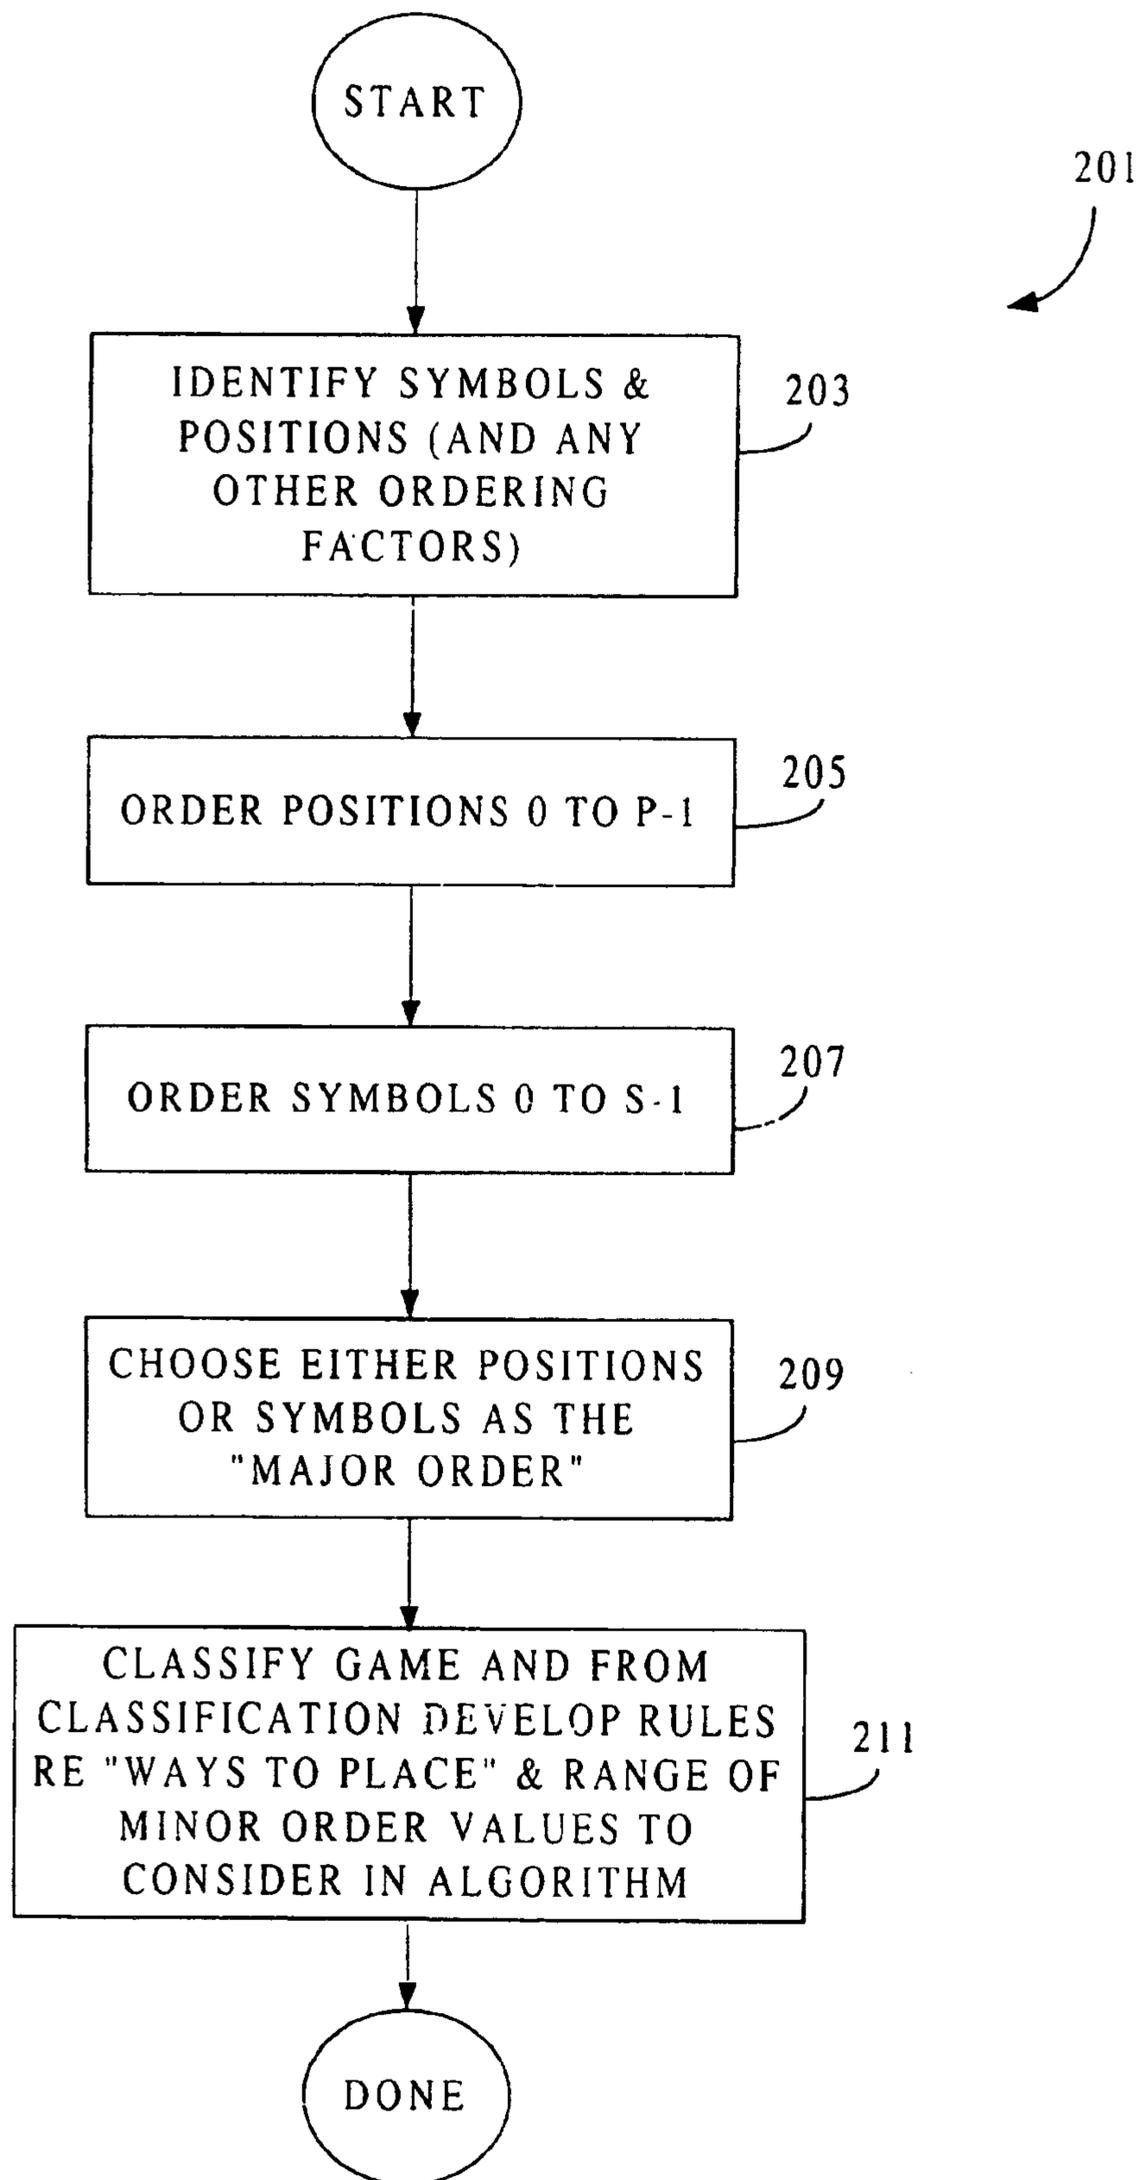 START
201
IDENTIFY SYMBOLS &
POSITIONS (AND ANY
OTHER ORDERING
FACTORS)
203
ORDER POSITIONS 0 TO P-1
205
ORDER SYMBOLS 0 TO S-1
207
CHOOSE EITHER POSITIONS
OR SYMBOLS AS THE
"MAJOR ORDER"
209
CLASSIFY GAME AND FROM
CLASSIFICATION DEVELOP RULES
RE "WAYS TO PLACE" & RANGE OF
MINOR ORDER VALUES TO
CONSIDER IN ALGORITHM
211
DONE